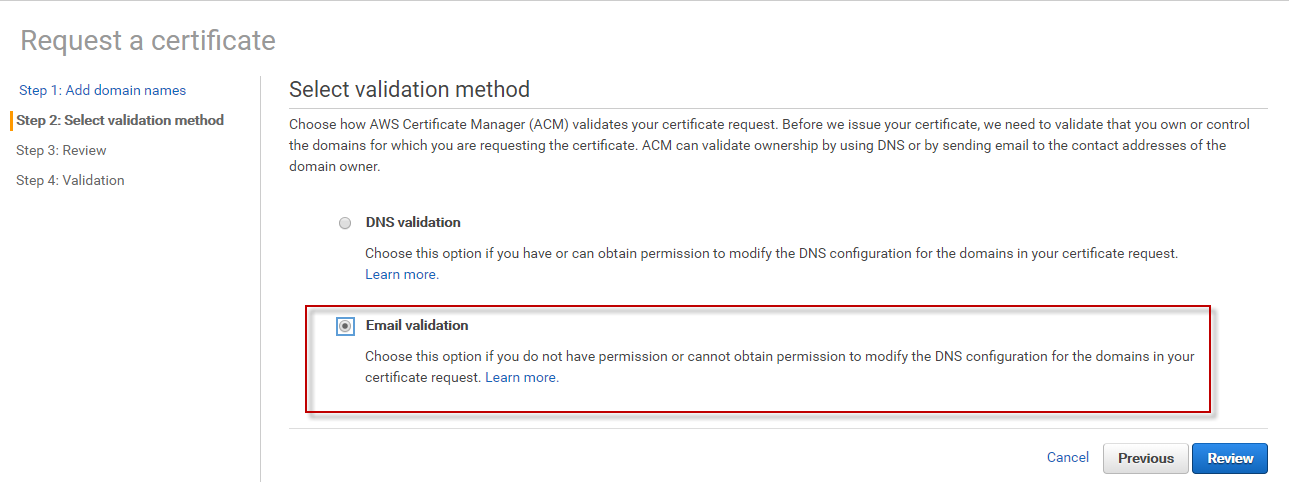 Request a certificate
Step 1: Add domain names
Step 2: Select validation method
Step 3: Review
Step 4: Validation
Select validation method
Choose how AWS Certificate Manager (ACM) validates your certificate request. Before we issue your certificate, we need to validate that you own or control
the domains for which you are requesting the certificate. ACM can validate ownership by using DNS or by sending email to the contact addresses of the
domain owner.
DNS validation
Choose this option if you have or can obtain permission to modify the DNS configuration for the domains in your certificate request.
Learn more.
Email validation
Choose this option if you do not have permission or cannot obtain permission to modify the DNS configuration for the domains in your
certificate request. Learn more.
Cancel Previous Review